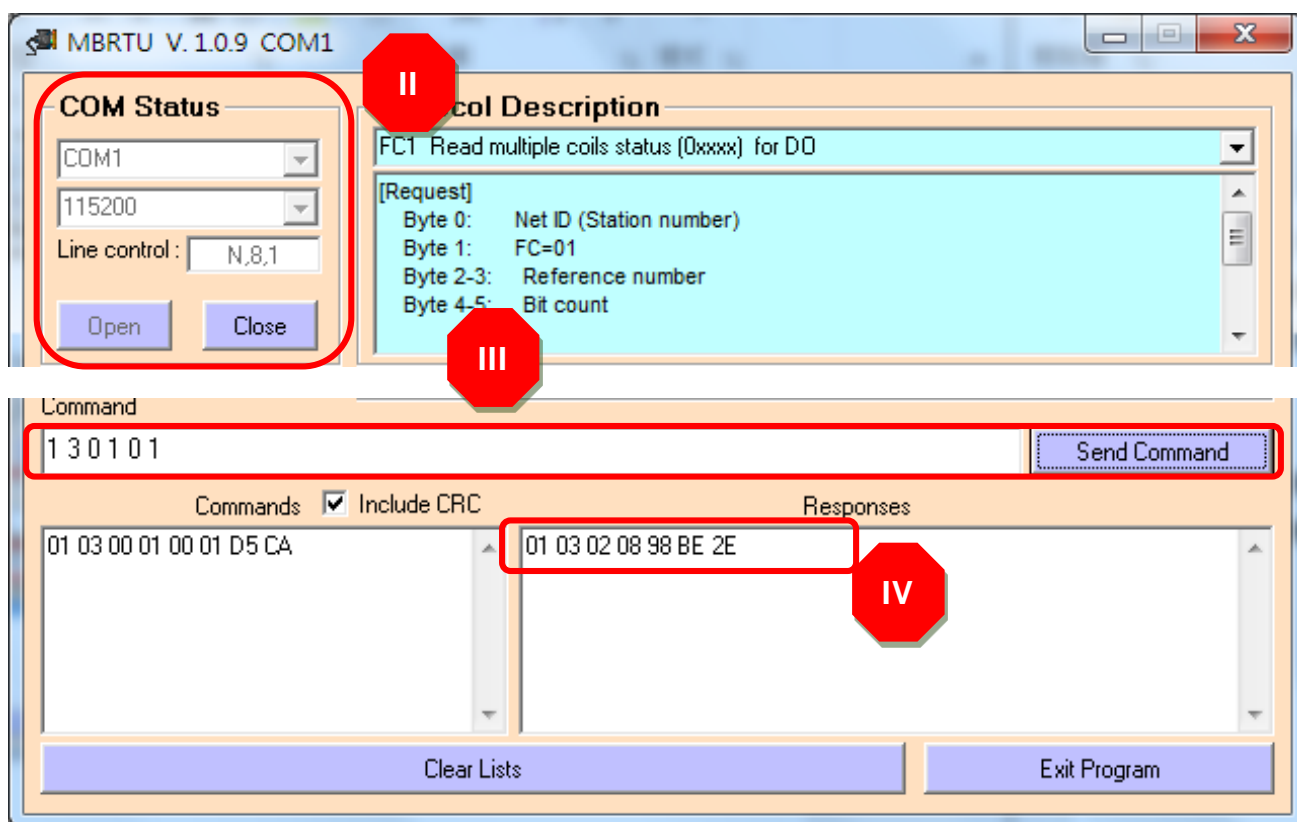 MBRTU V. 1.0.9 COM1
II
COM Status
COM1
115200
Line control : N,8,1
Open Close
col Description
FC1 Read multiple coils status (0xxxx) for DO
[Request]
Byte 0: Net ID (Station number)
Byte 1: FC=01
Byte 2-3: Reference number
Byte 4-5: Bit count
III
Command
1 3 0 1 0 1 Send Command
Commands Include CRC Responses
01 03 00 01 00 01 D5 CA 01 03 02 08 98 BE 2E
IV
Clear Lists Exit Program